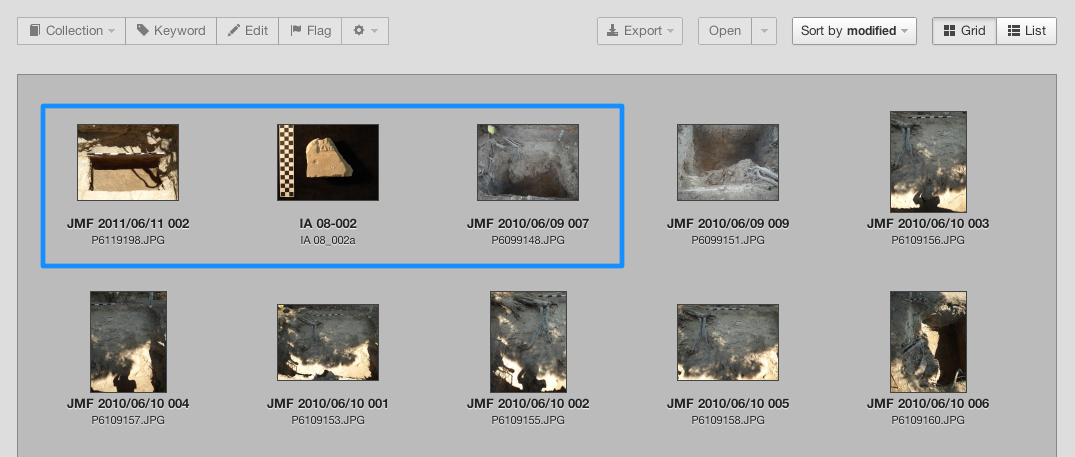 Collection Keyword Edit Flag Export Open Sort by modified Grid List
JMF 2011/06/11 002 IA 08-002 JMF 2010/06/09 007 JMF 2010/06/09 009 JMF 2010/06/10 003
P6119198.JPG IA 08_002a P6099148.JPG P6099151.JPG P6109156.JPG
JMF 2010/06/10 004 JMF 2010/06/10 001 JMF 2010/06/10 002 JMF 2010/06/10 005 JMF 2010/06/10 006
P6109157.JPG P6109153.JPG P6109155.JPG P6109158.JPG P6109160.JPG